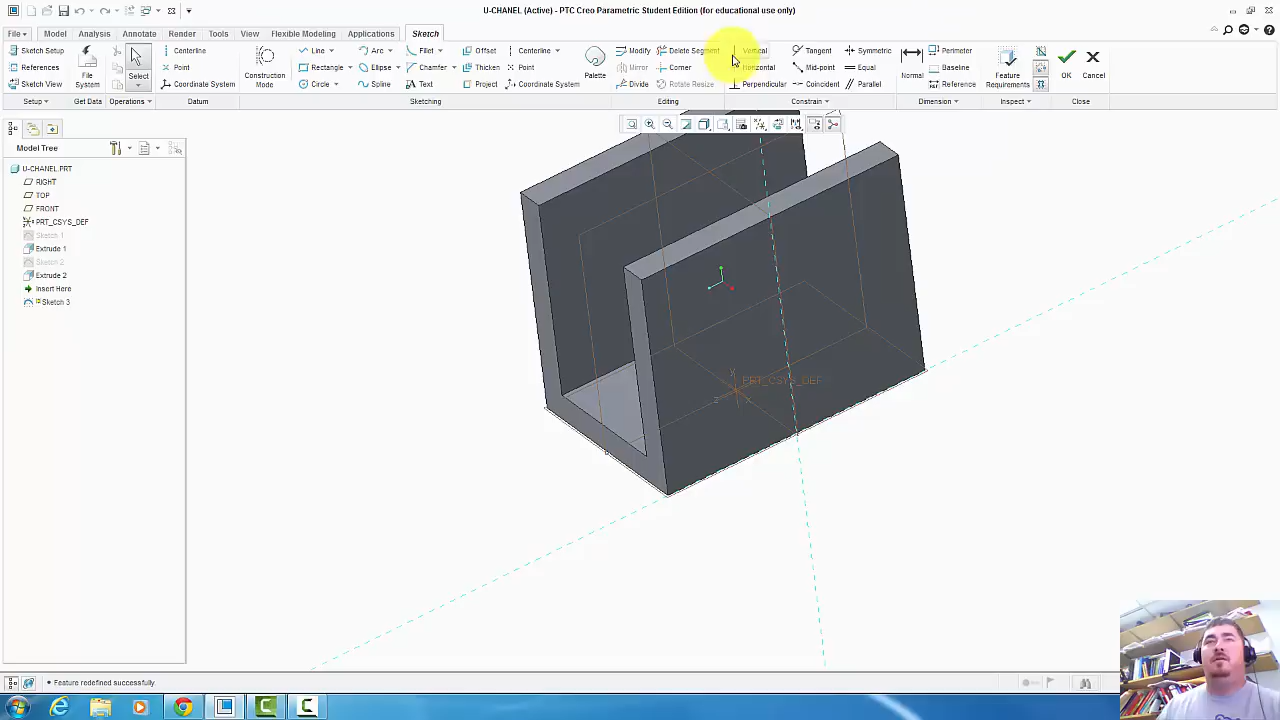 U-CHANEL (Active) - PTC Creo Parametric Student Edition (for educational use only)
File Model Analysis Annotate Render Tools View Flexible Modeling Applications Sketch
Sketch Setup Centerline Line Arc Fillet Offset Centerline Modify Delete Segment Vertical Tangent Symmetric Perimeter
References Point Rectangle Ellipse Chamfer Thicken Point Mirror Corner Horizontal Mid-point Equal Baseline
Sketch View File System Select Coordinate System Construction Mode Circle Spline Text Project Coordinate System Palette Divide Rotate Resize Perpendicular Coincident Parallel Normal Reference Feature Requirements OK Cancel
Setup Get Data Operations Datum Sketching Editing Constrain Dimension Inspect Close
Model Tree
U-CHANEL.PRT
RIGHT
TOP
FRONT
PRT_CSYS_DEF
Sketch 1
Extrude 1
Sketch 2
Extrude 2
Insert Here
Sketch 3
Y
PRT_CSYS_DEF
Z X
• Feature redefined successfully.